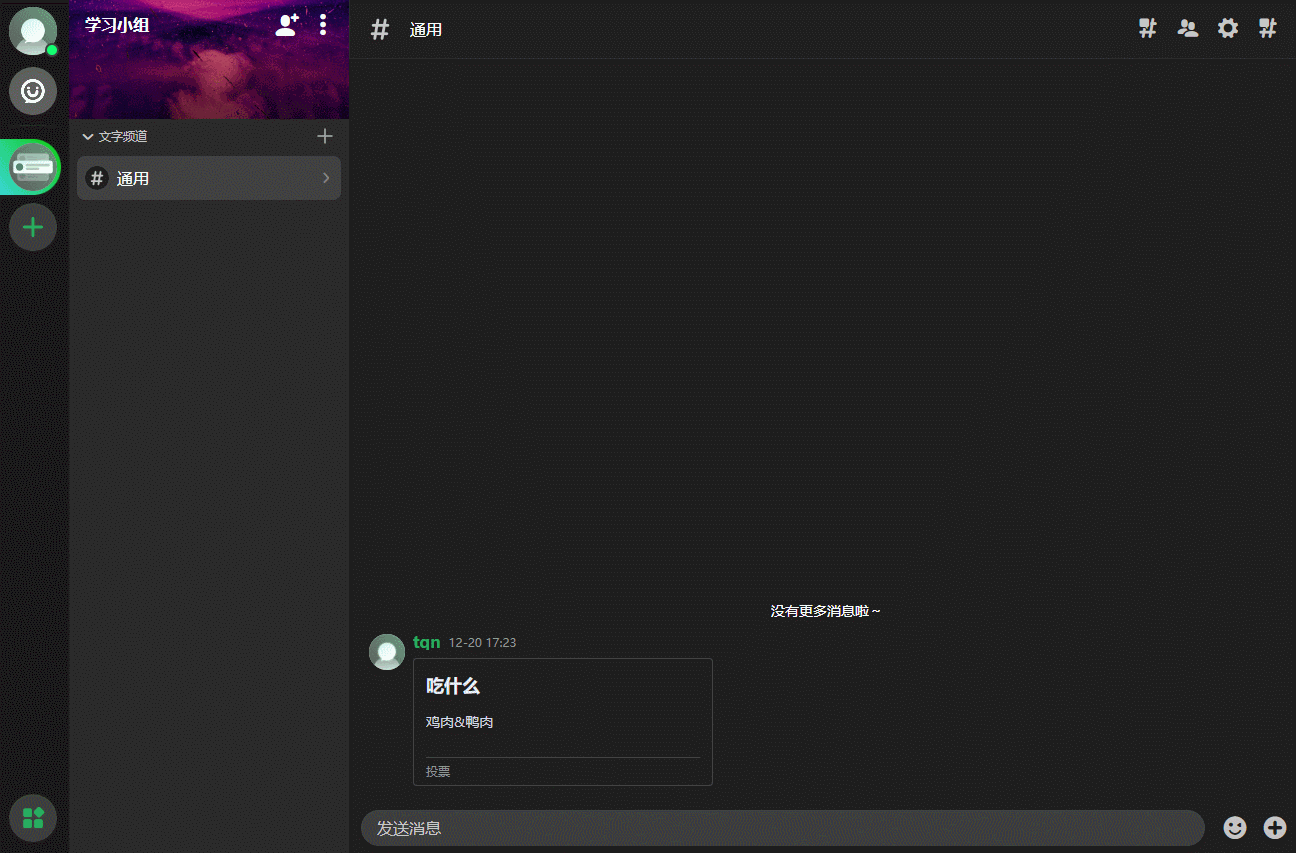 学习小组
文字频道
# 通用
# 通用
没有更多消息啦~
tqn 12-20 17:23
吃什么
鸡肉&鸭肉
投票
发送消息